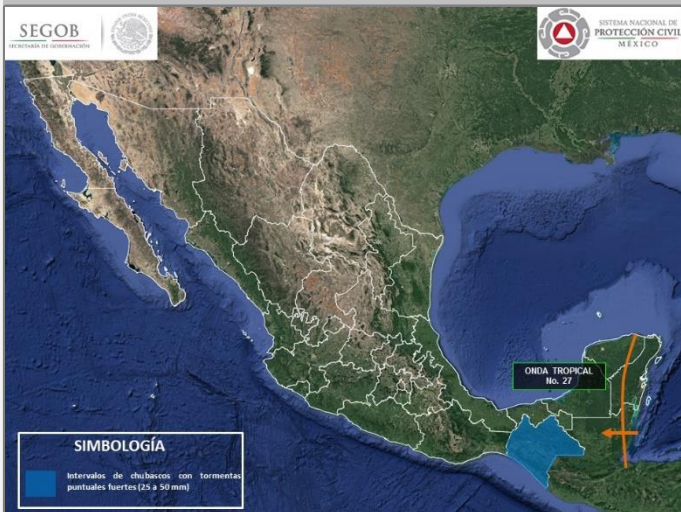 SEGOB
SECRETARÍA DE GOBERNACIÓN
SISTEMA NACIONAL DE
PROTECCIÓN CIVIL
MÉXICO
ONDA TROPICAL
No. 27
SIMBOLOGÍA
Intervalos de chubascos con tormentas
puntuales fuertes (25 a 50 mm)